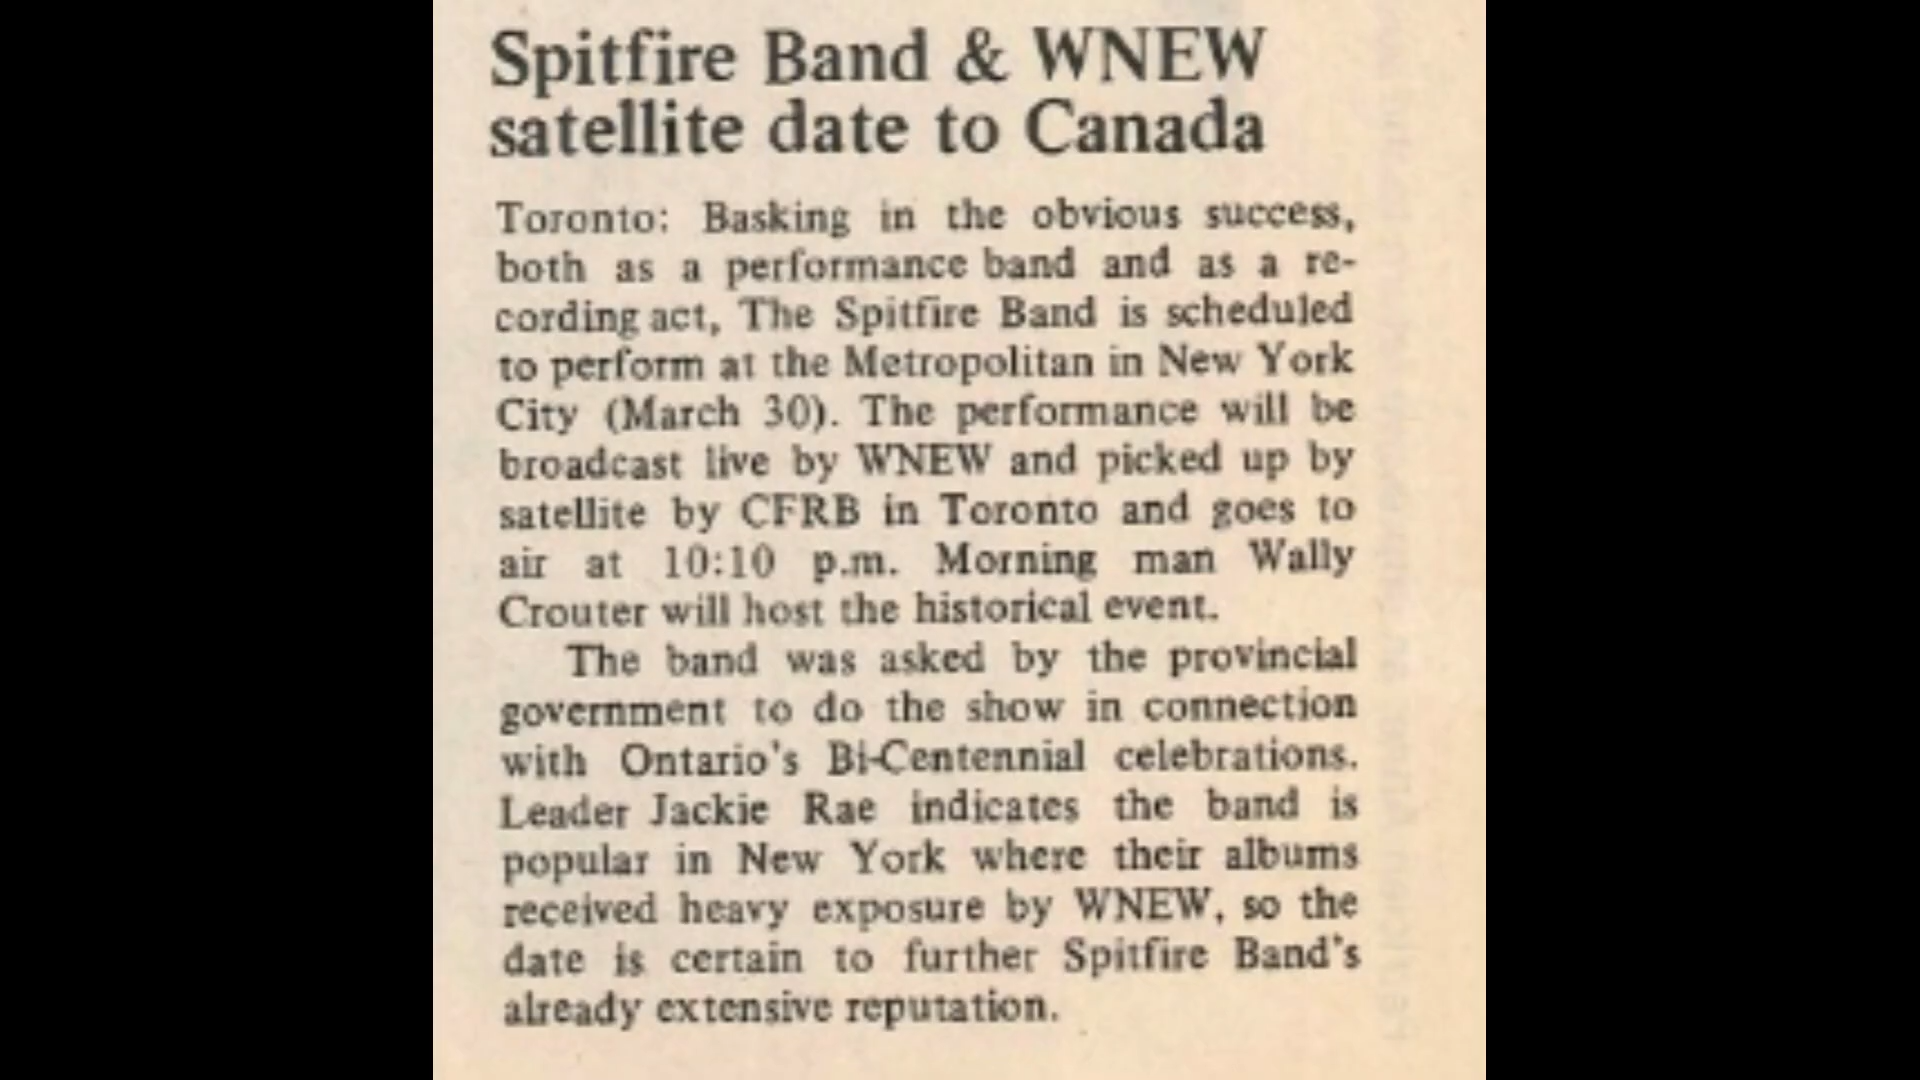 Spitfire Band & WNEW
satellite date to Canada
Toronto: Basking in the obvious success,
both as a performance band and as a re-
cording act, The Spitfire Band is scheduled
to perform at the Metropolitan in New York
City (March 30). The performance will be
broadcast live by WNEW and picked up by
satellite by CFRB in Toronto and goes to
air at 10:10 p.m. Morning man Wally
Crouter will host the historical event.
The band was asked by the provincial
government to do the show in connection
with Ontario's Bi-Centennial celebrations.
Leader Jackie Rae indicates the band is
popular in New York where their albums
received heavy exposure by WNEW, so the
date is certain to further Spitfire Band's
already extensive reputation.